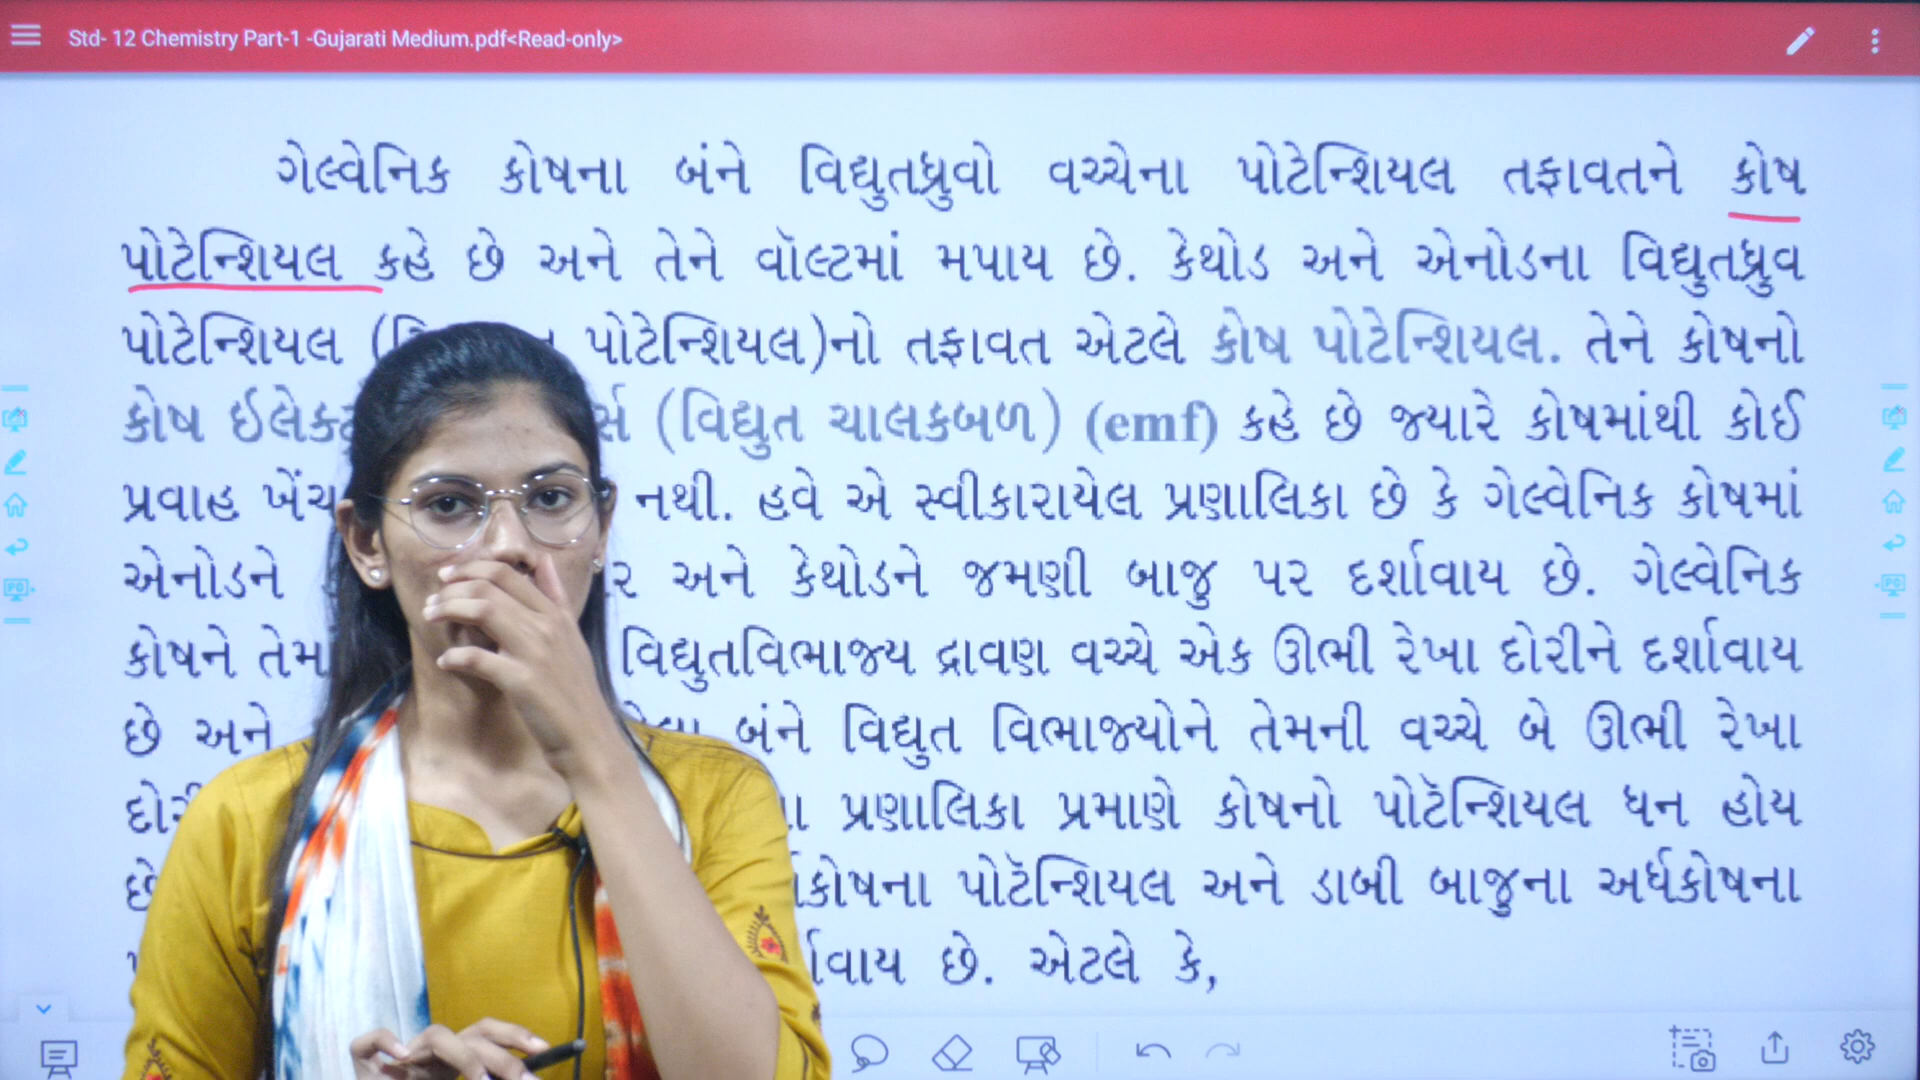 Std- 12 Chemistry Part-1 -Gujarati Medium.pdf<Read-only>
ગેલ્વેનિક કોષના બંને વિદ્યુતધ્રુવો વચ્ચેના પોટેન્શિયલ તફાવતને કોષ
પોટેન્શિયલ કહે છે અને તેને વૉલ્ટમાં મપાય છે. કેથોડ અને એનોડના વિદ્યુતધ્રુવ
પોટેન્શિયલ ( પોટેન્શિયલ)નો તફાવત એટલે કોષ પોટેન્શિયલ. તેને કોષનો
કોષ (વિદ્યુત ચાલકબળ) (emf) કહે છે જ્યારે કોષમાંથી કોઈ
પ્રવાહ નથી. હવે એ સ્વીકારાયેલ પ્રણાલિકા છે કે ગેલ્વેનિક કોષમાં
એનોડને અને કેથોડને જમણી બાજુ પર દર્શાવાય છે. ગેલ્વેનિક
કોષને વિદ્યુતવિભાજ્ય દ્રાવણ વચ્ચે એક ઊભી રેખા દોરીને દર્શાવાય
છે અને બંને વિદ્યુત વિભાજ્યોને તેમની વચ્ચે બે ઊભી રેખા
પ્રણાલિકા પ્રમાણે કોષનો પોટેંન્શિયલ ધન હોય
પોટેંન્શિયલ અને ડાબી બાજુના અર્ધકોષના
છે. એટલે કે,